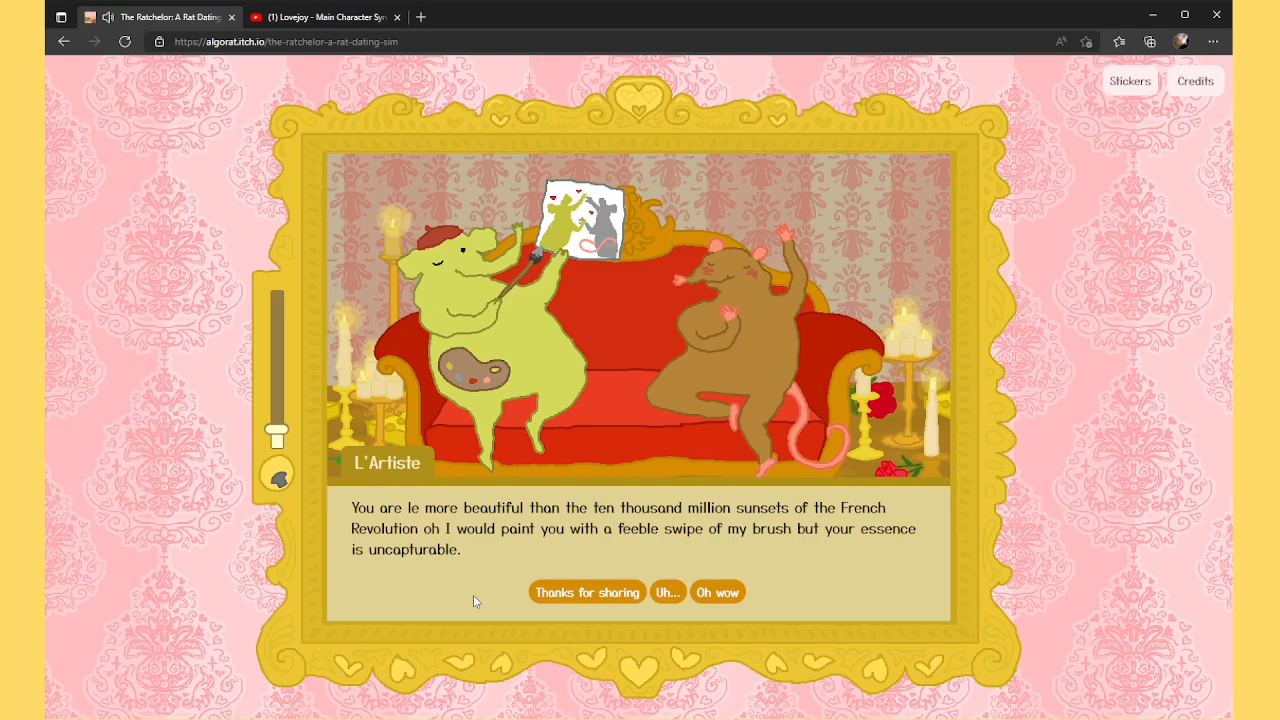 The Ratchelor: A Rat Dating
(1) Lovejoy - Main Character Syn
https://algorat.itch.io/the-ratchelor-a-rat-dating-sim
Stickers
Credits
L'Artiste
You are le more beautiful than the ten thousand million sunsets of the French
Revolution oh I would paint you with a feeble swipe of my brush but your essence
is uncapturable.
Thanks for sharing
Uh...
Oh wow